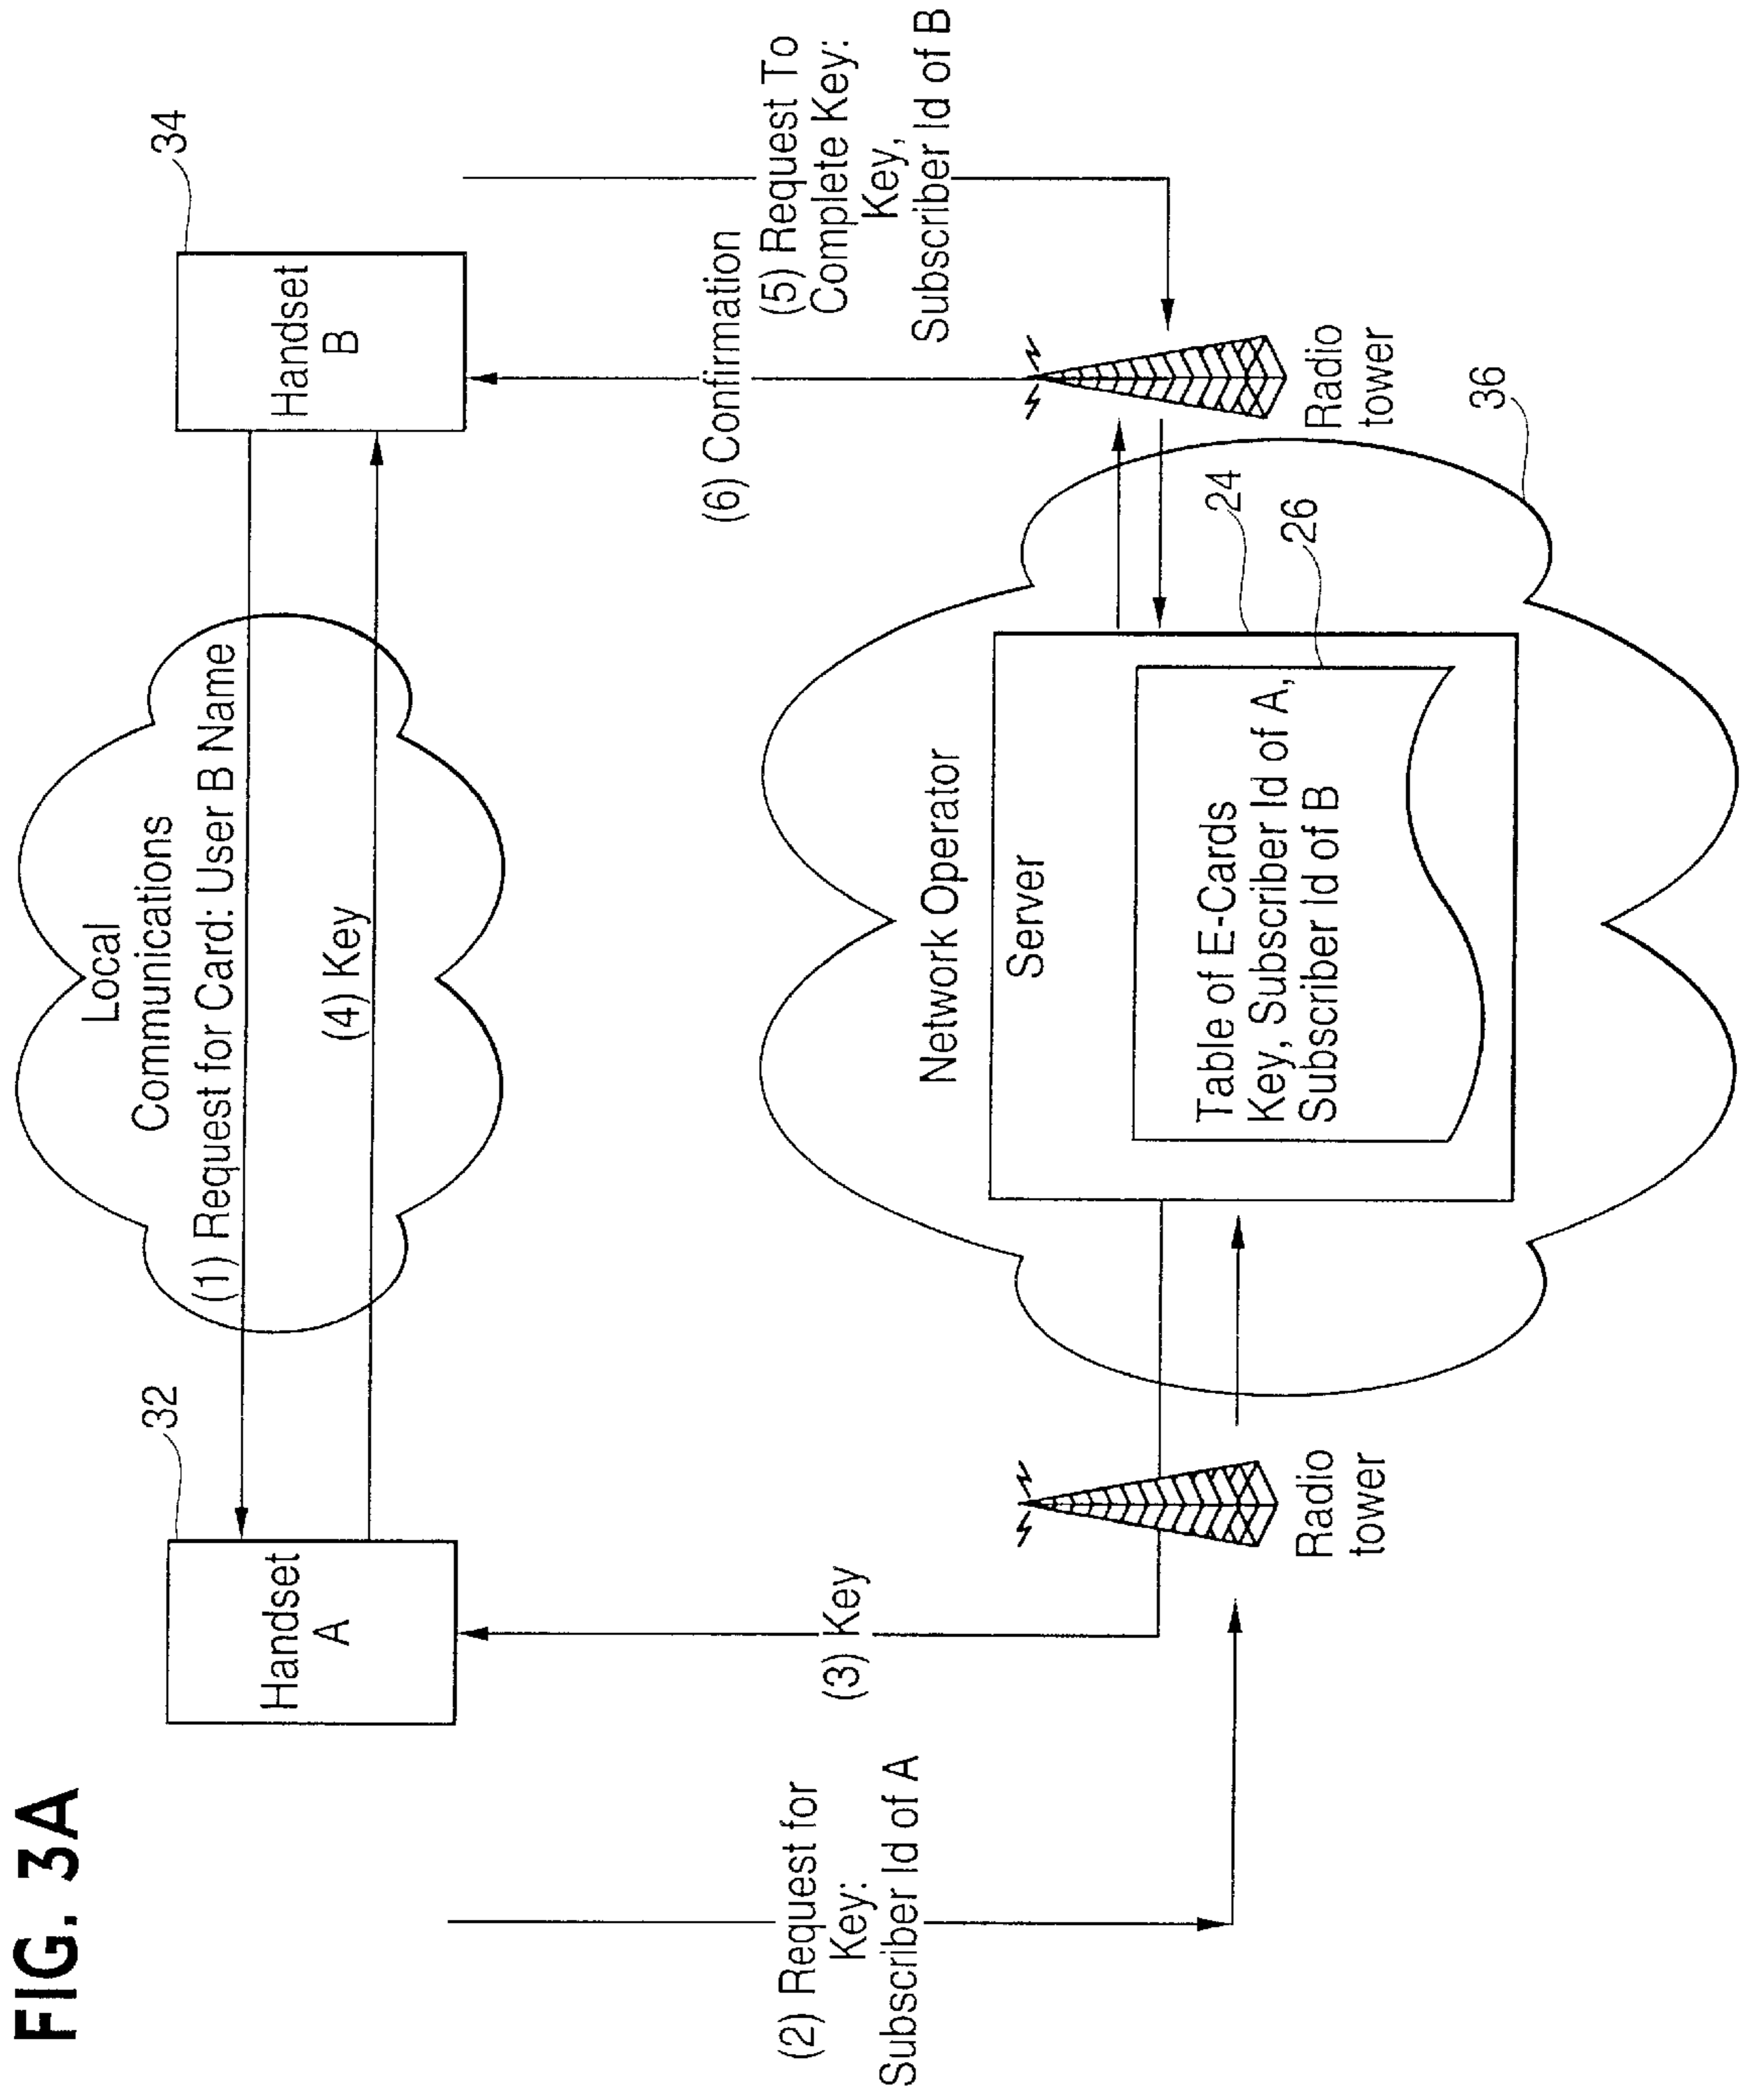 FIG. 3A
32
Handset
A
Local
Communications
(1) Request for Card: User B Name
(4) Key
34
Handset
B
(2) Request for
Key:
Subscriber Id of A
(3) Key
(6) Confirmation
(5) Request To
Complete Key:
Key,
Subscriber Id of B
Radio
tower
Network Operator
Server
Table of E-Cards
Key, Subscriber Id of A,
Subscriber Id of B
24
26
36
Radio
tower